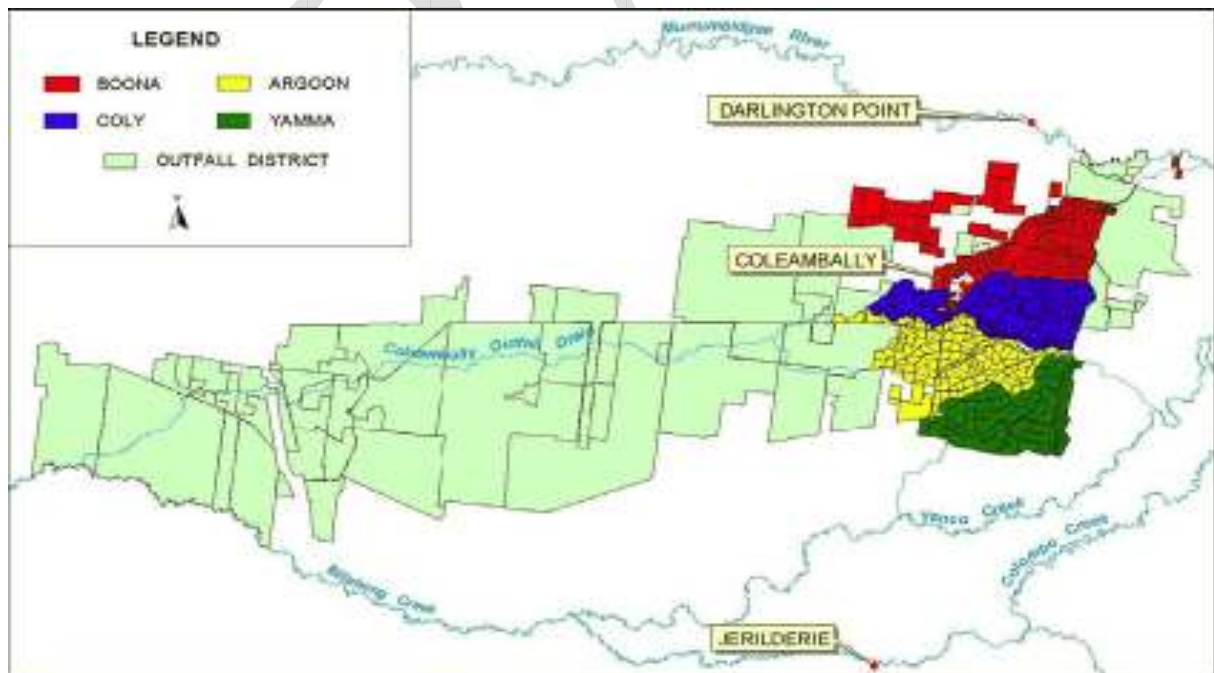 LEGEND
BOONA
ARGOON
COLY
YAMMA
OUTFALL DISTRICT
Murrumbidgee River
DARLINGTON POINT
COLEAMBALLY
Coleambally Outfall Drain
Yanco Creek
Colombo Creek
Billabong Creek
JERILDERIE